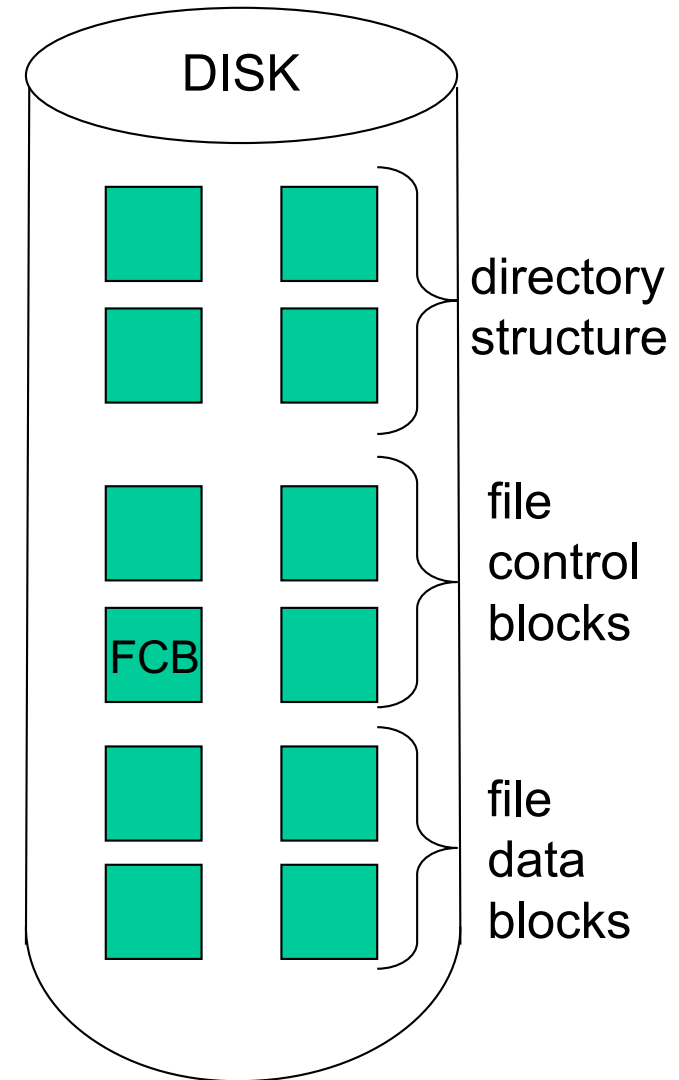 DISK
directory
structure
file
control
blocks
FCB
file
data
blocks